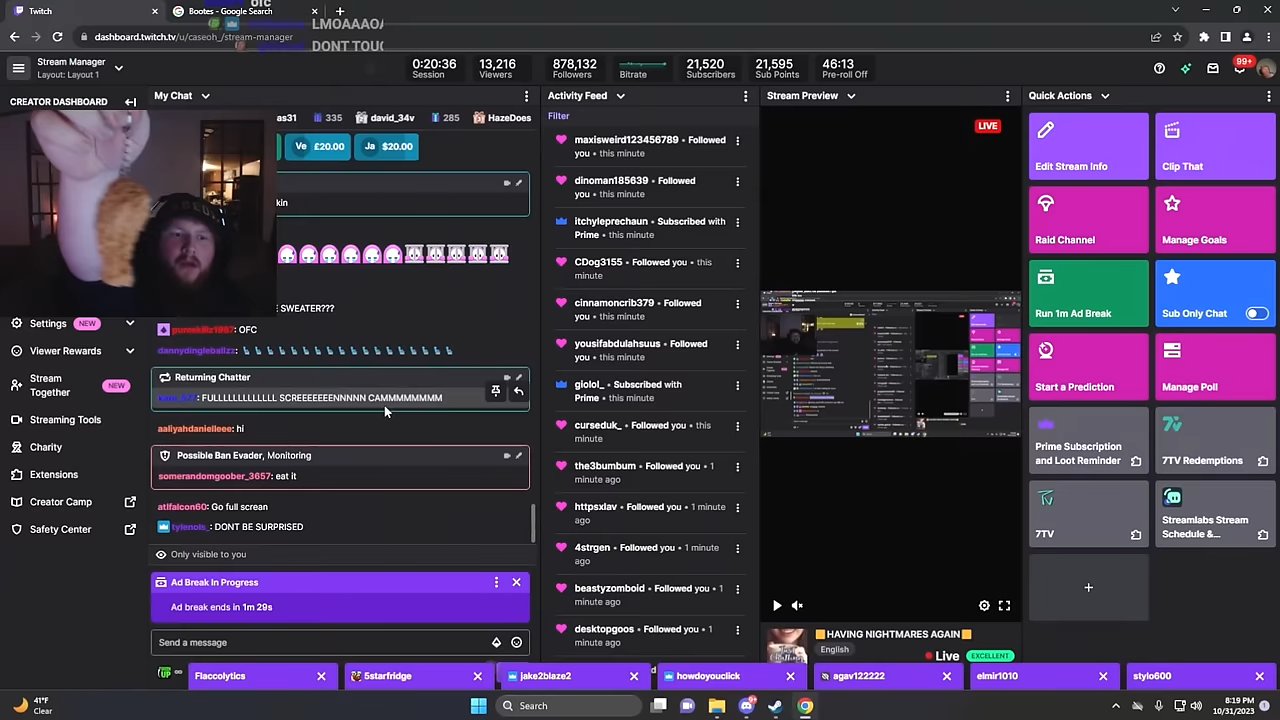 Twitch
Bootes - Google Search
OFC
LMOAAAOA
DONT TOUC
dashboard.twitch.tv/u/caseoh_/stream-manager
Stream Manager
Layout: Layout 1
0:20:36
Session
13,216
Viewers
878,132
Followers
Bitrate
21,520
Subscribers
21,595
Sub Points
46:13
Pre-roll Off
99+
CREATOR DASHBOARD
Settings
NEW
Viewer Rewards
Stream
Together
NEW
Streaming Tools
Charity
Extensions
Creator Camp
Safety Center
My Chat
as31
335
david_34v
285
HazeDoes
Ve £20.00
Ja $20.00
kin
SWEATER???
: OFC
aaliyahdanielleee: hi
Possible Ban Evader, Monitoring
somerandomgoober_3657: eat it
atlfalcon60: Go full screan
DONT BE SURPRISED
Only visible to you
Ad Break In Progress
Ad break ends in 1m 29s
Send a message
Activity Feed
Filter
maxisweird123456789 • Followed
you • this minute
dinoman185639 • Followed
you • this minute
itchyleprechaun • Subscribed with
Prime • this minute
CDog3155 • Followed you • this
minute
cinnamoncrib379 • Followed
you • this minute
• Followed
you • this minute
• Subscribed with
Prime • this minute
curseduk_ • Followed you • this
minute
the3bumbum • Followed you • 1
minute ago
• Followed you • 1 minute
ago
4strgen • Followed you • 1 minute
ago
beastyzomboid • Followed you • 1
minute ago
desktopgoos • Followed you • 1
minute ago
Stream Preview
LIVE
HAVING NIGHTMARES AGAIN
English
Live
EXCELLENT
Quick Actions
Edit Stream Info
Clip That
Raid Channel
Manage Goals
Run 1m Ad Break
Sub Only Chat
Start a Prediction
Manage Poll
Prime Subscription
and Loot Reminder
7TV Redemptions
7TV
Streamlabs Stream
Schedule &...
Flaccolytics
5starfridge
jake2blaze2
howdoyouclick
agav122222
elmir1010
stylo600
41°F
Clear
Search
8:19 PM
10/31/2023